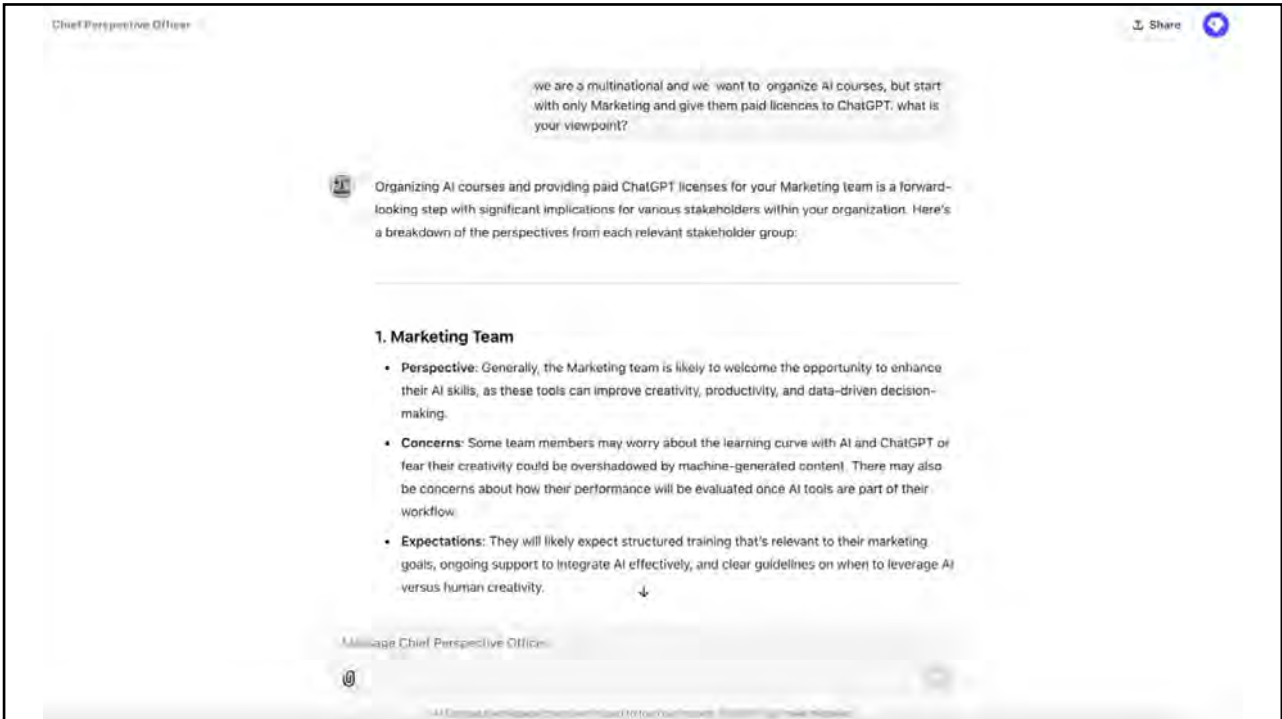 Chief Perspective Officer
Share
we are a multinational and we want to organize AI courses, but start
with only Marketing and give them paid licences to ChatGPT. what is
your viewpoint?
Organizing AI courses and providing paid ChatGPT licenses for your Marketing team is a forward-
looking step with significant implications for various stakeholders within your organization. Here's
a breakdown of the perspectives from each relevant stakeholder group:
1. Marketing Team
• Perspective: Generally, the Marketing team is likely to welcome the opportunity to enhance
their AI skills, as these tools can improve creativity, productivity, and data-driven decision-
making.
• Concerns: Some team members may worry about the learning curve with AI and ChatGPT or
fear their creativity could be overshadowed by machine-generated content. There may also
be concerns about how their performance will be evaluated once AI tools are part of their
workflow.
• Expectations: They will likely expect structured training that's relevant to their marketing
goals, ongoing support to integrate AI effectively, and clear guidelines on when to leverage AI
versus human creativity.
Message Chief Perspective Officer